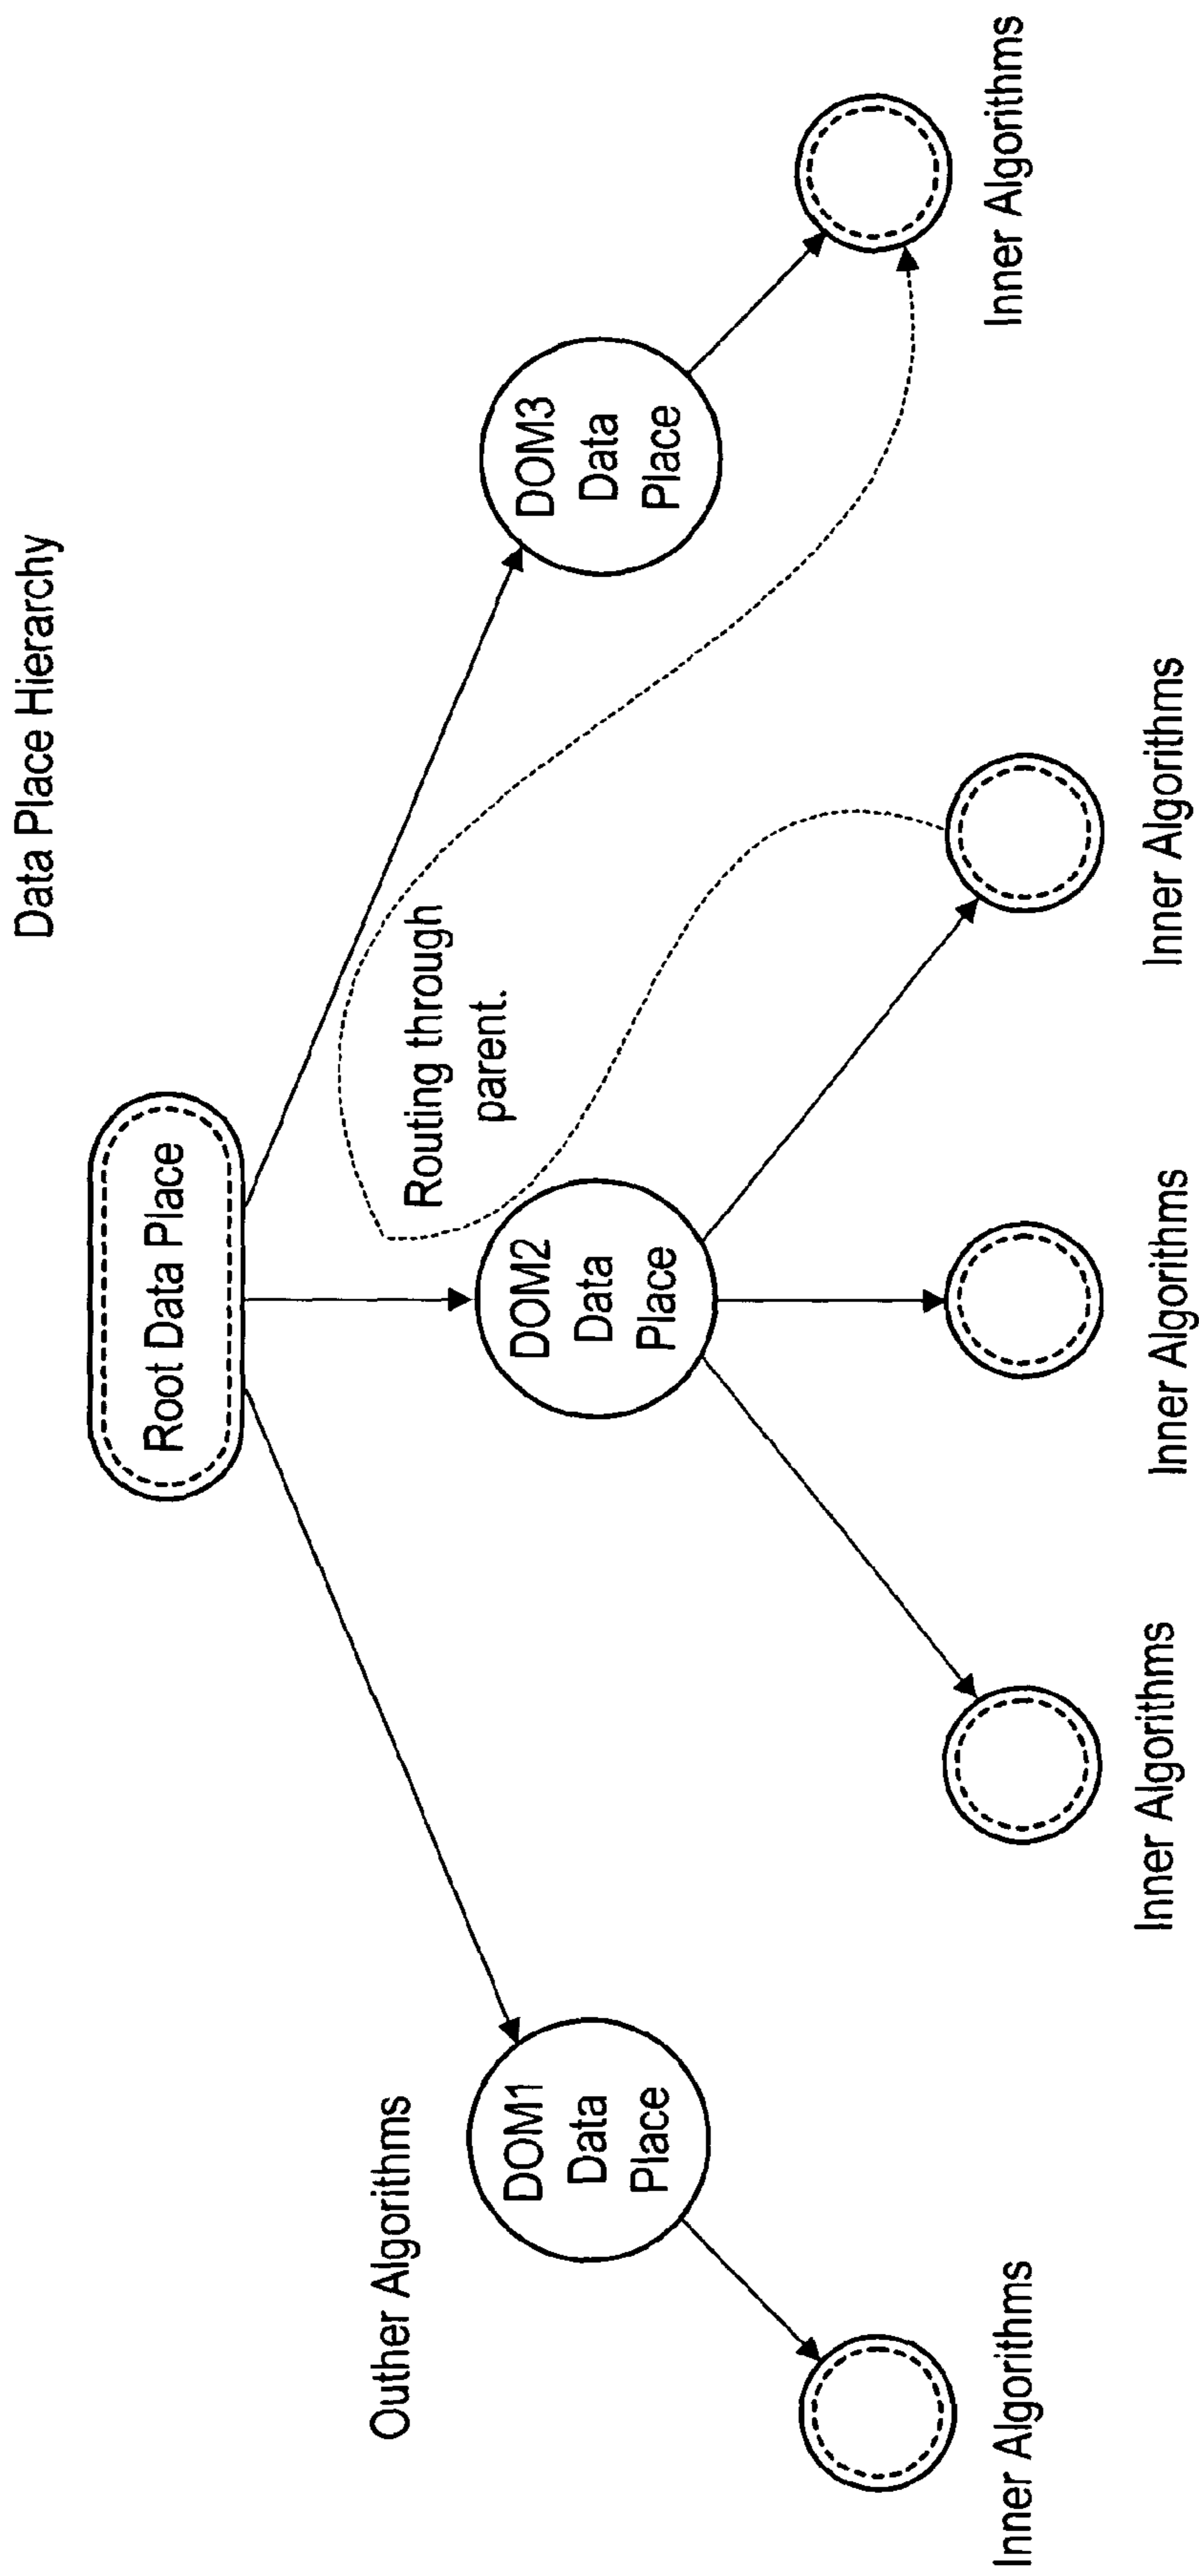 Data Place Hierarchy
Root Data Place
Routing through
parent.
Outher Algorithms
DOM1
Data
Place
DOM2
Data
Place
DOM3
Data
Place
Inner Algorithms
Inner Algorithms
Inner Algorithms
Inner Algorithms
Inner Algorithms